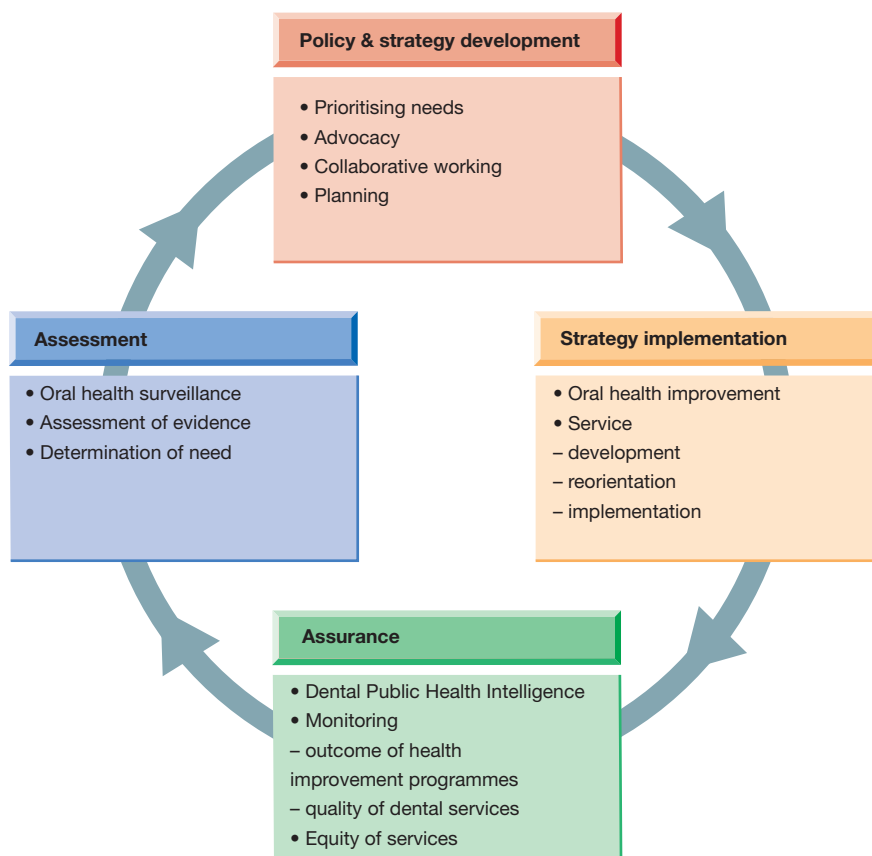 Policy & strategy development
• Prioritising needs
• Advocacy
• Collaborative working
• Planning
Assessment
• Oral health surveillance
• Assessment of evidence
• Determination of need
Strategy implementation
• Oral health improvement
• Service
– development
– reorientation
– implementation
Assurance
• Dental Public Health Intelligence
• Monitoring
– outcome of health
improvement programmes
– quality of dental services
• Equity of services